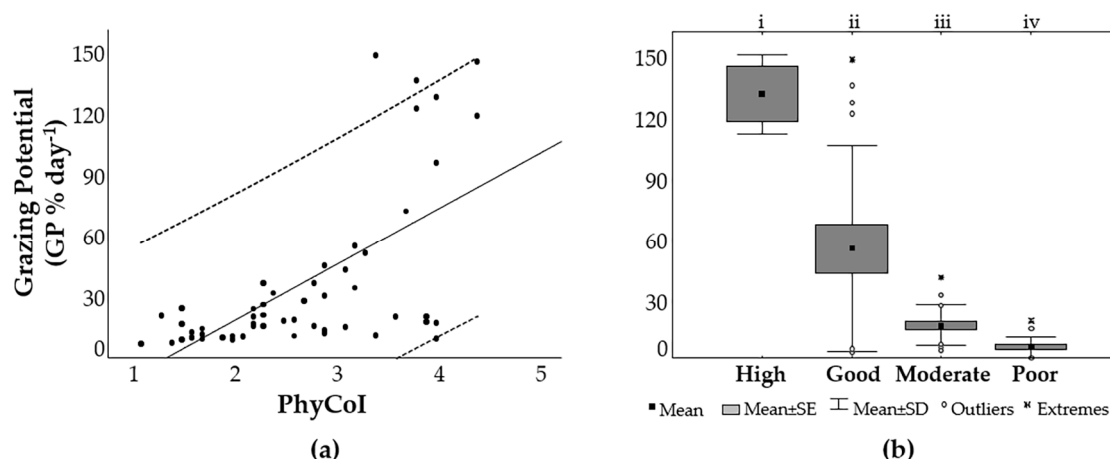 Grazing Potential
(GP % day⁻¹)
150
120
90
60
30
0
1 2 3 4 5
PhyCoI
(a)
i ii iii iv
150
120
90
60
30
0
High Good Moderate Poor
Mean Mean±SE Mean±SD Outliers Extremes
(b)